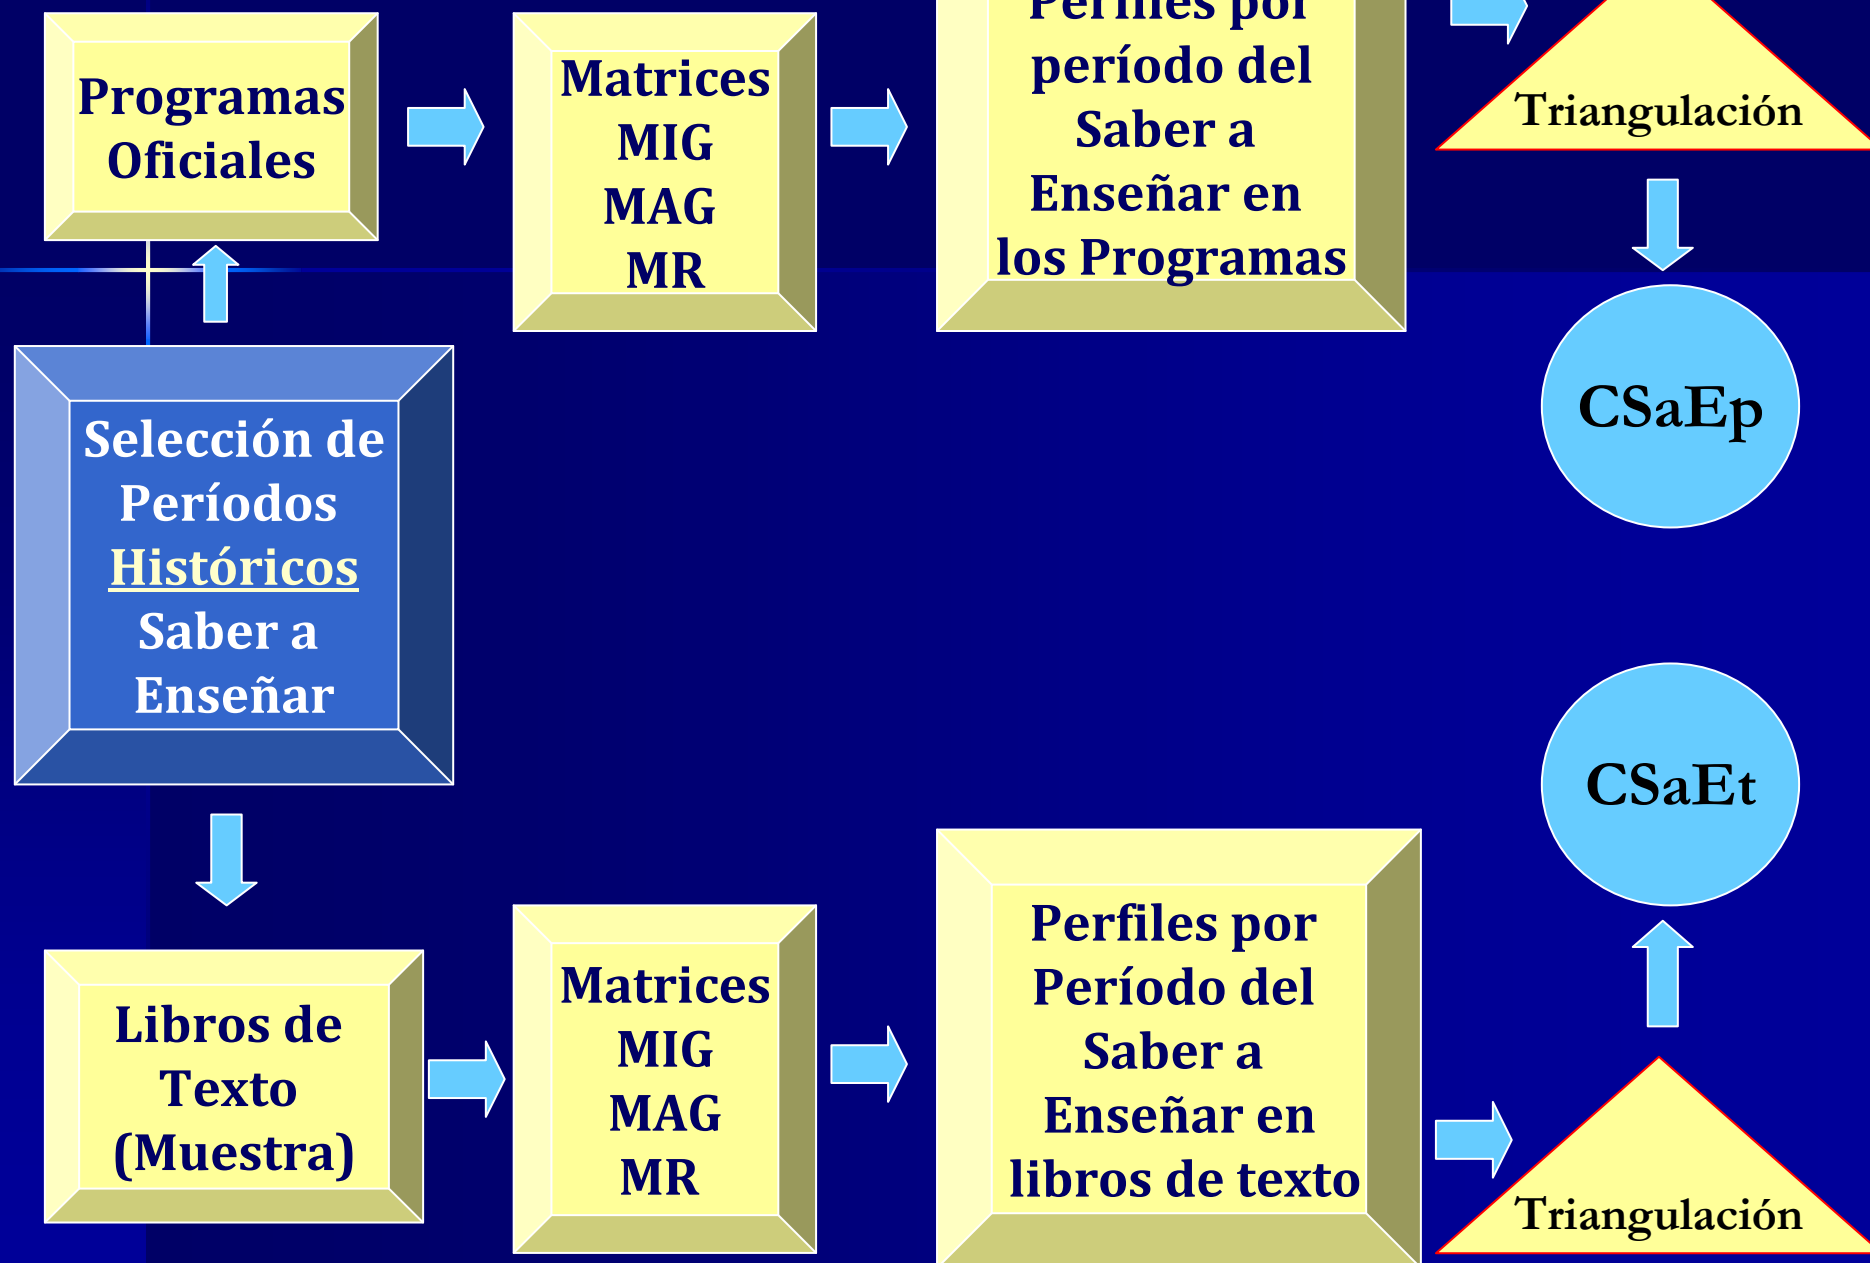 Programas
Oficiales
Matrices
MIG
MAG
MR
Perfiles por
período del
Saber a
Enseñar en
los Programas
Triangulación
CSaEp
Selección de
Períodos
Históricos
Saber a
Enseñar
CSaEt
Libros de
Texto
(Muestra)
Matrices
MIG
MAG
MR
Perfiles por
Período del
Saber a
Enseñar en
libros de texto
Triangulación